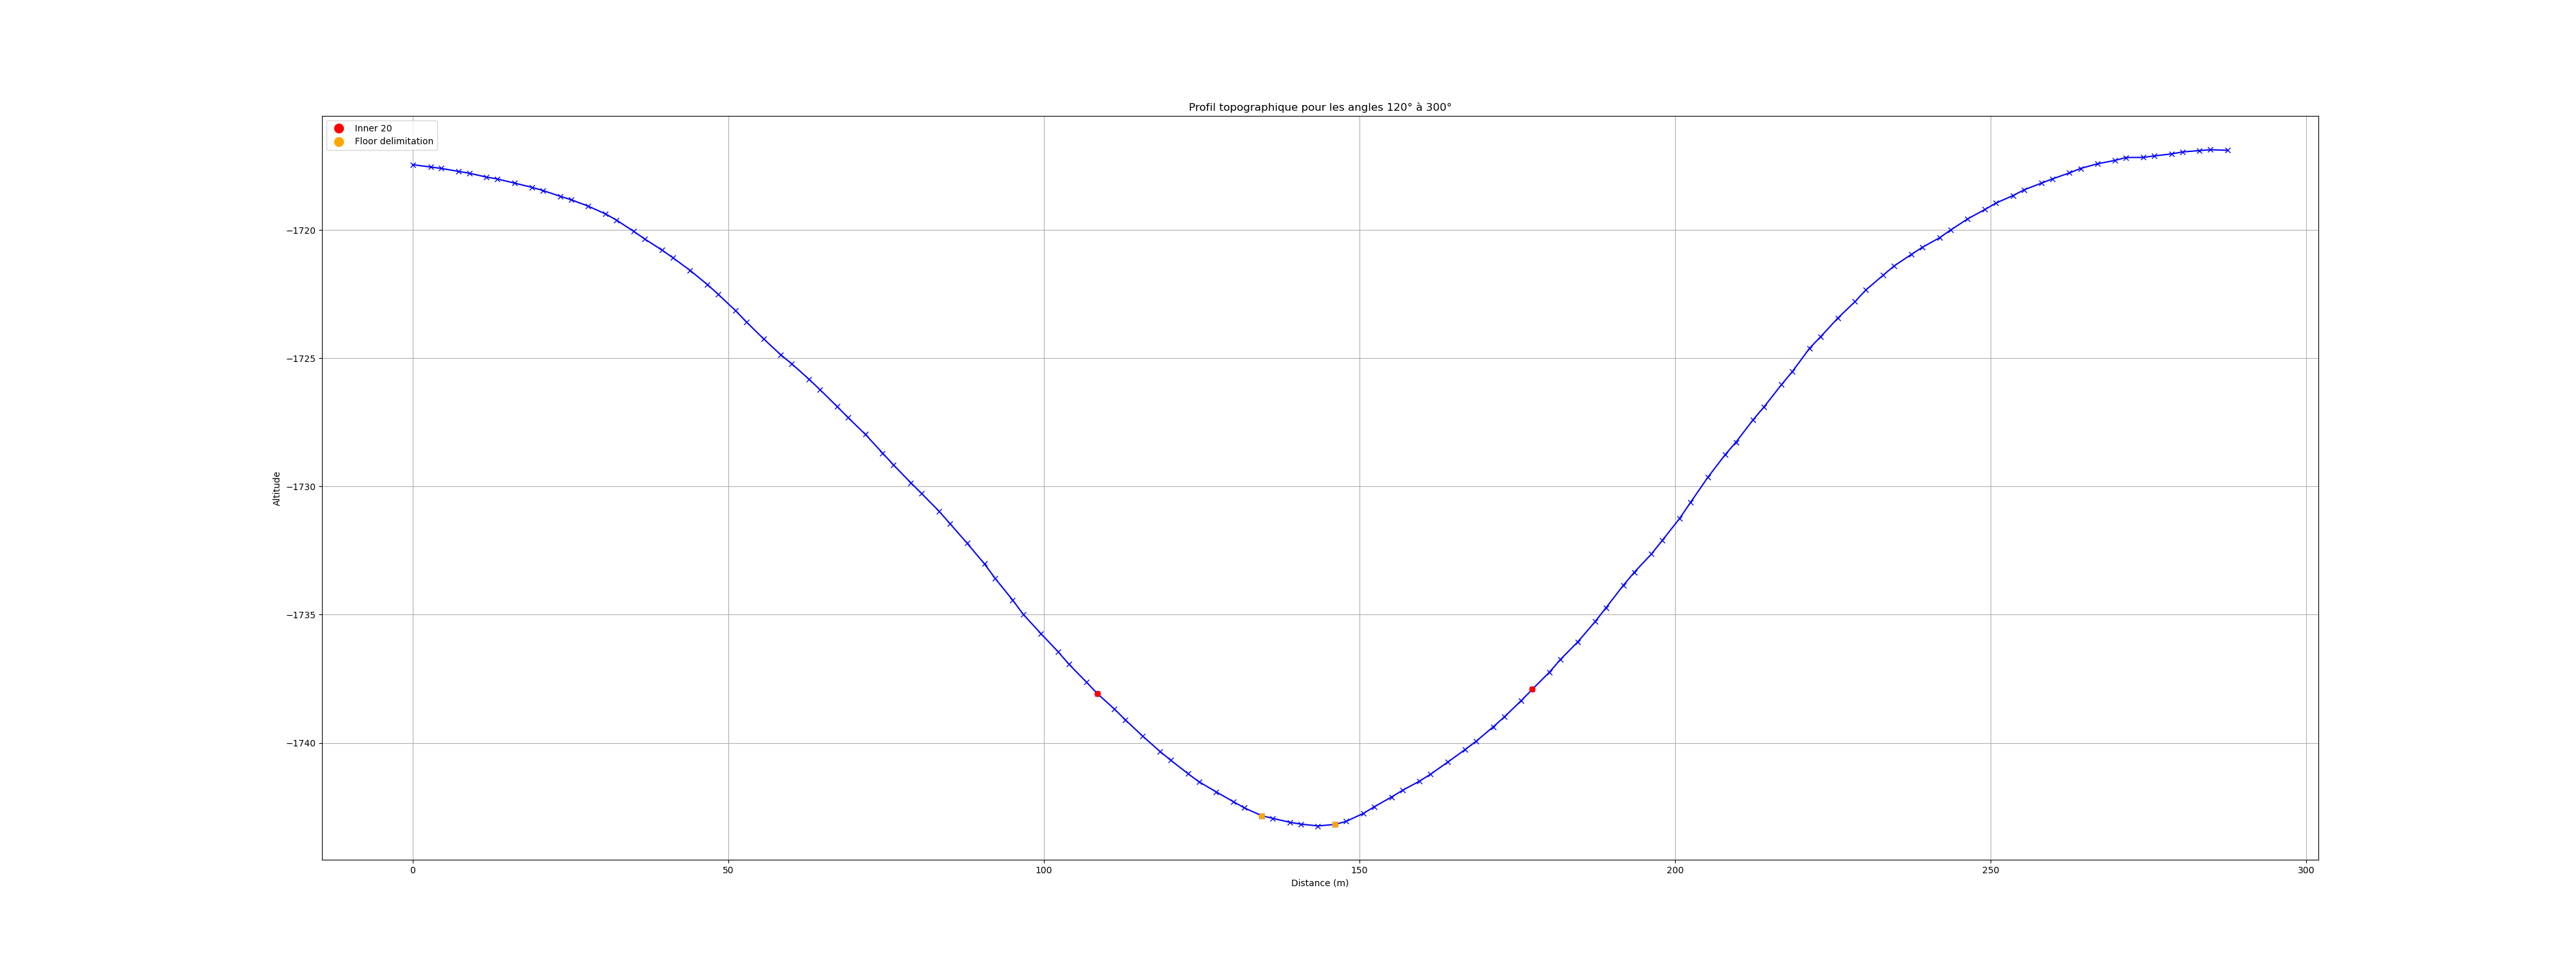 Profil topographique pour les angles 120° à 300°
Inner 20
Floor delimitation
−1720
−1725
−1730
−1735
−1740
Altitude
0 50 100 150 200 250 300
Distance (m)